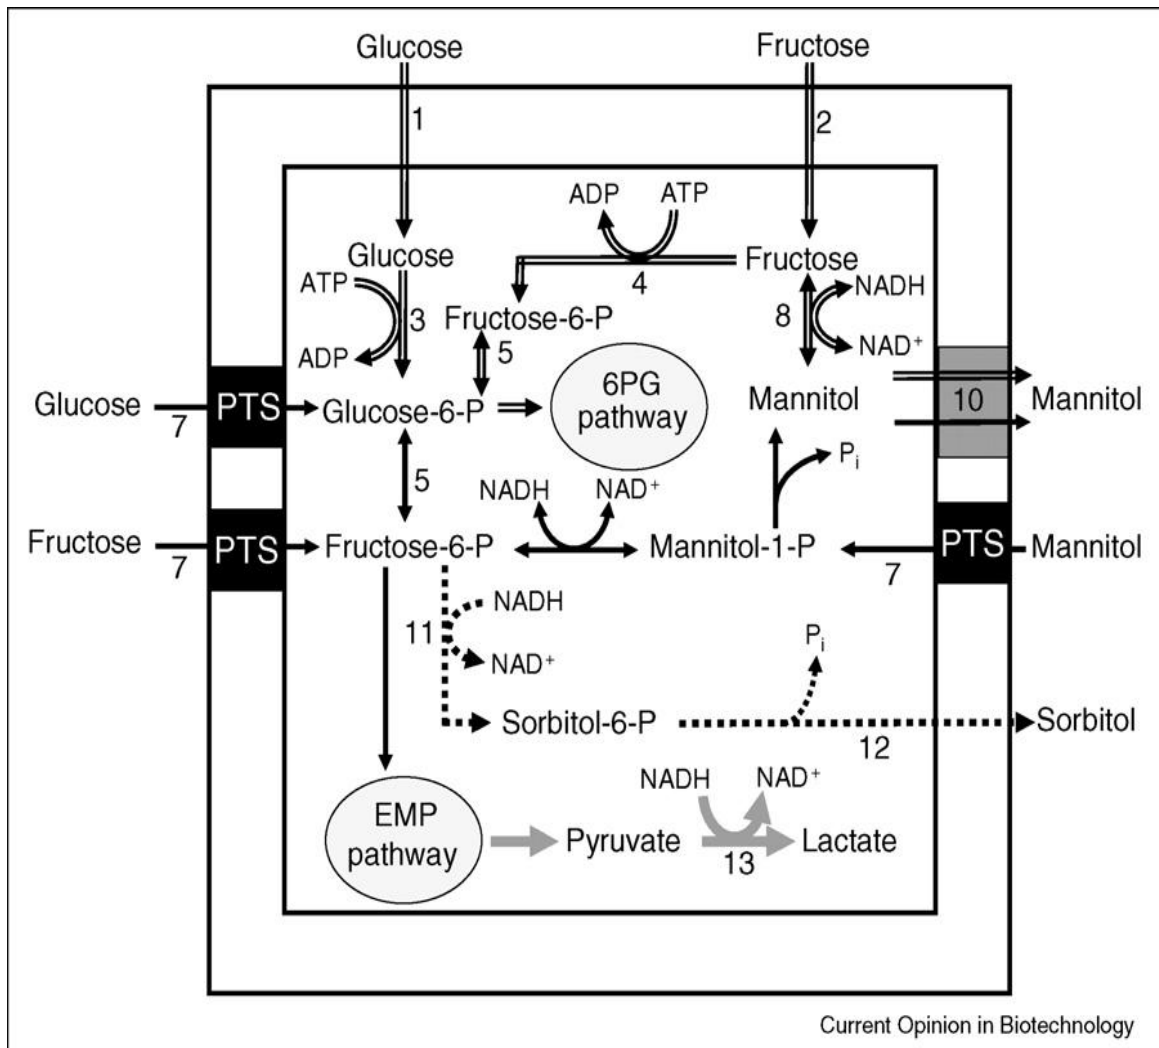 Glucose
Fructose
1
2
ADP
ATP
Glucose
Fructose
ATP
4
NADH
3
Fructose-6-P
8
ADP
5
NAD+
6PG
pathway
Glucose
7
PTS
Glucose-6-P
Mannitol
10
Mannitol
Pi
5
NADH
NAD+
Fructose
7
PTS
Fructose-6-P
Mannitol-1-P
7
PTS
Mannitol
NADH
11
NAD+
Pi
Sorbitol-6-P
12
Sorbitol
NADH
NAD+
EMP
pathway
Pyruvate
13
Lactate
Current Opinion in Biotechnology